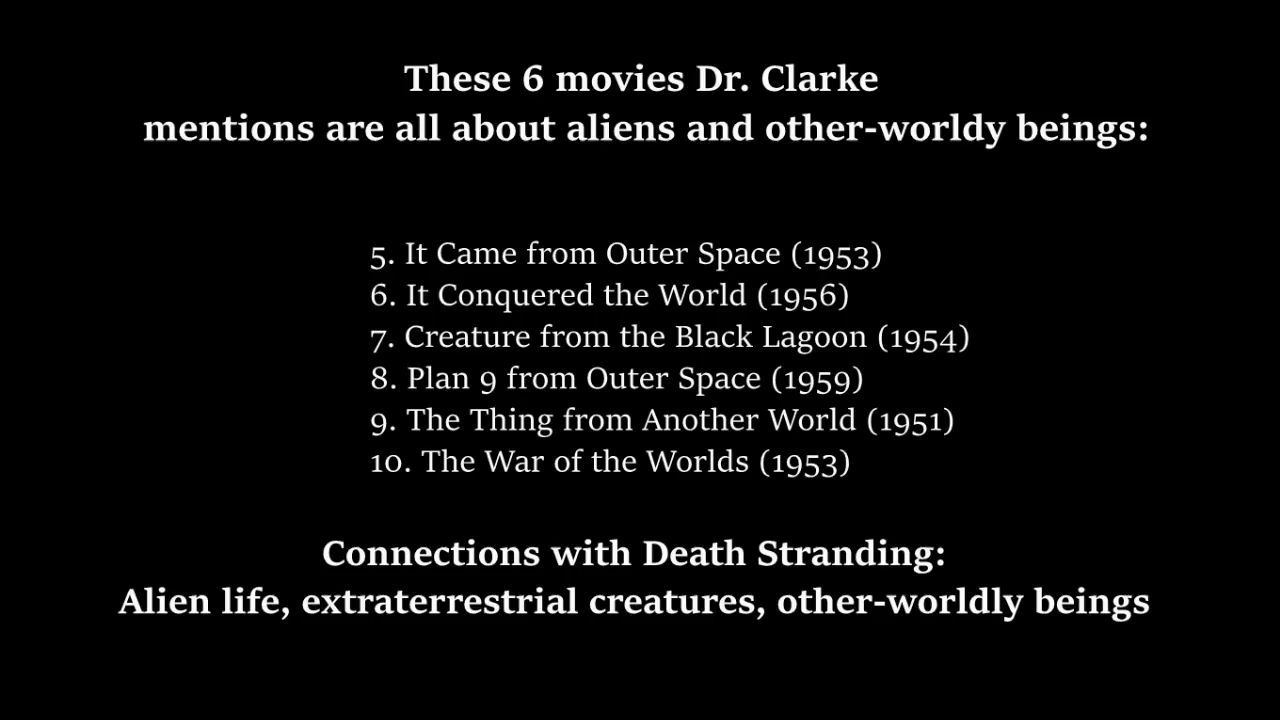 These 6 movies Dr. Clarke
mentions are all about aliens and other-worldy beings:
5. It Came from Outer Space (1953)
6. It Conquered the World (1956)
7. Creature from the Black Lagoon (1954)
8. Plan 9 from Outer Space (1959)
9. The Thing from Another World (1951)
10. The War of the Worlds (1953)
Connections with Death Stranding:
Alien life, extraterrestrial creatures, other-worldly beings